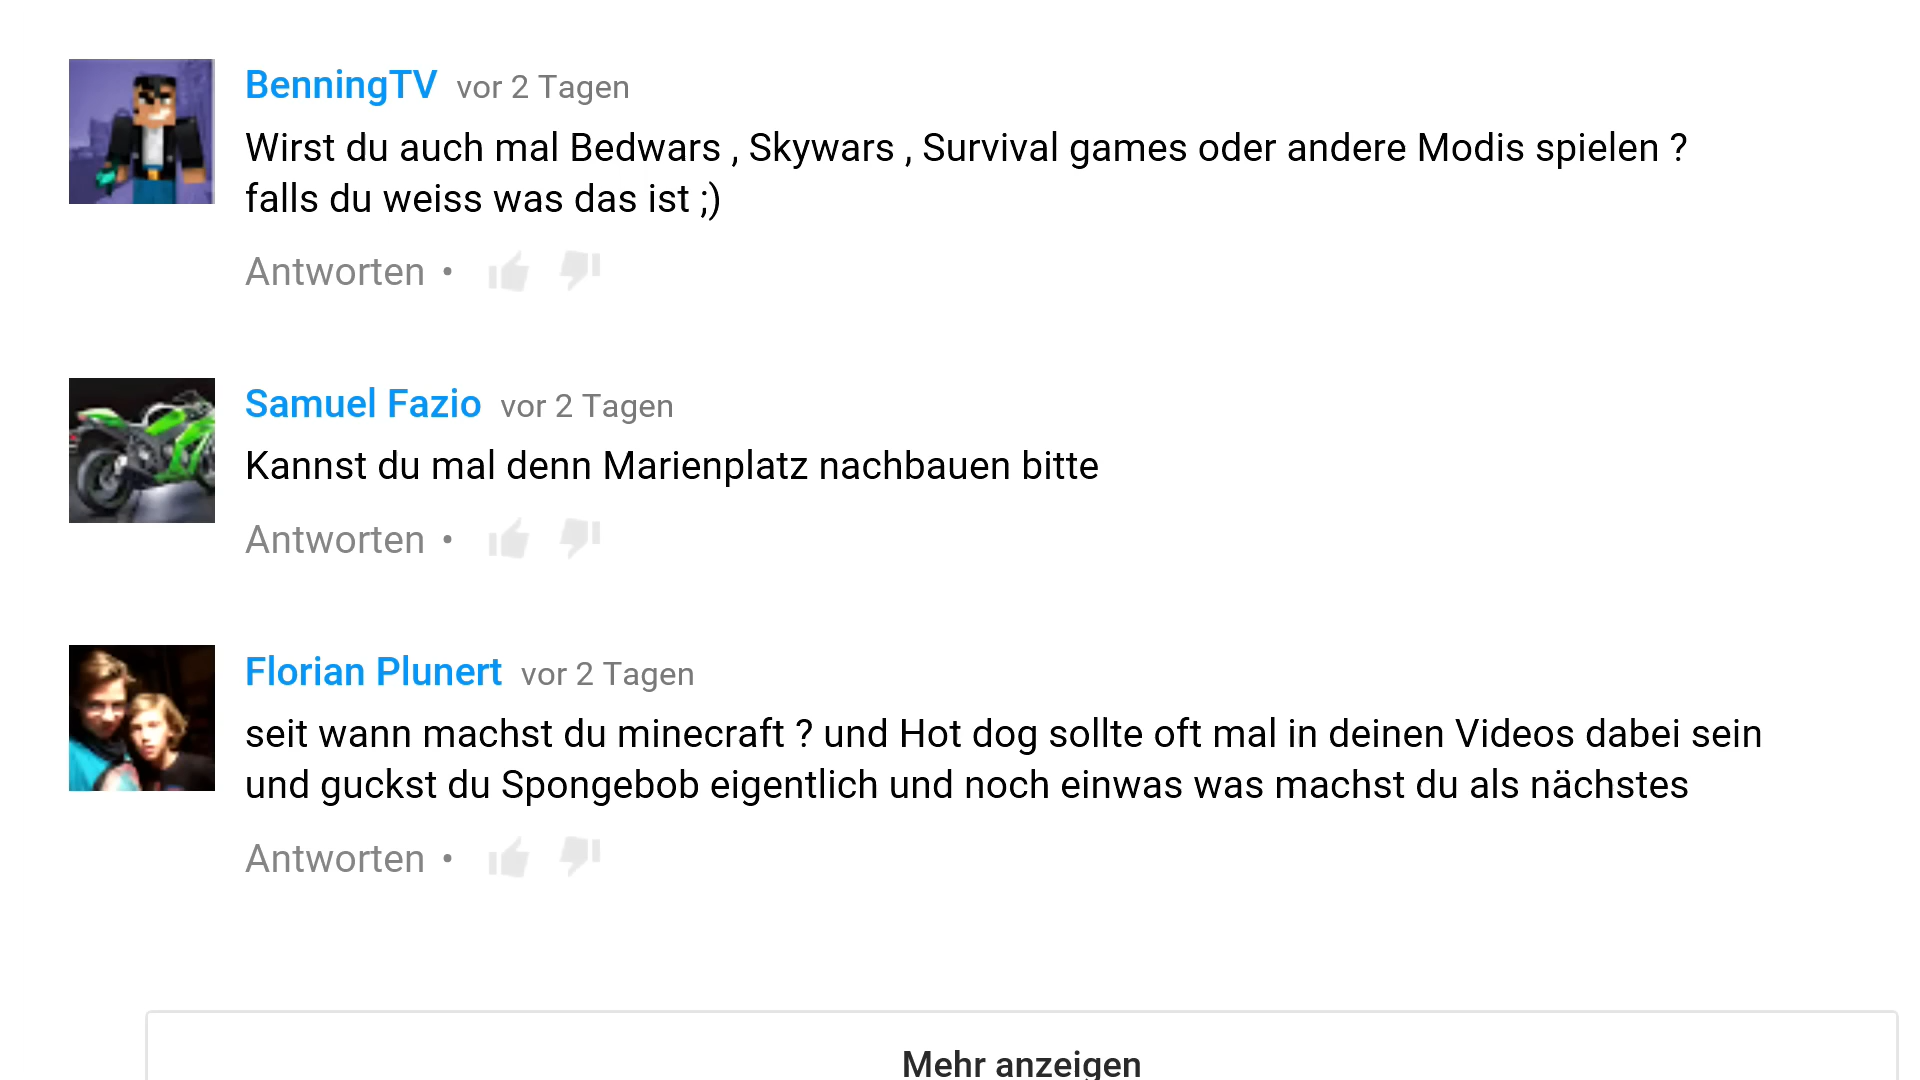 BenningTV vor 2 Tagen
Wirst du auch mal Bedwars , Skywars , Survival games oder andere Modis spielen ?
falls du weiss was das ist ;)
Antworten •
Samuel Fazio vor 2 Tagen
Kannst du mal denn Marienplatz nachbauen bitte
Antworten •
Florian Plunert vor 2 Tagen
seit wann machst du minecraft ? und Hot dog sollte oft mal in deinen Videos dabei sein
und guckst du Spongebob eigentlich und noch einwas was machst du als nächstes
Antworten •
Mehr anzeigen